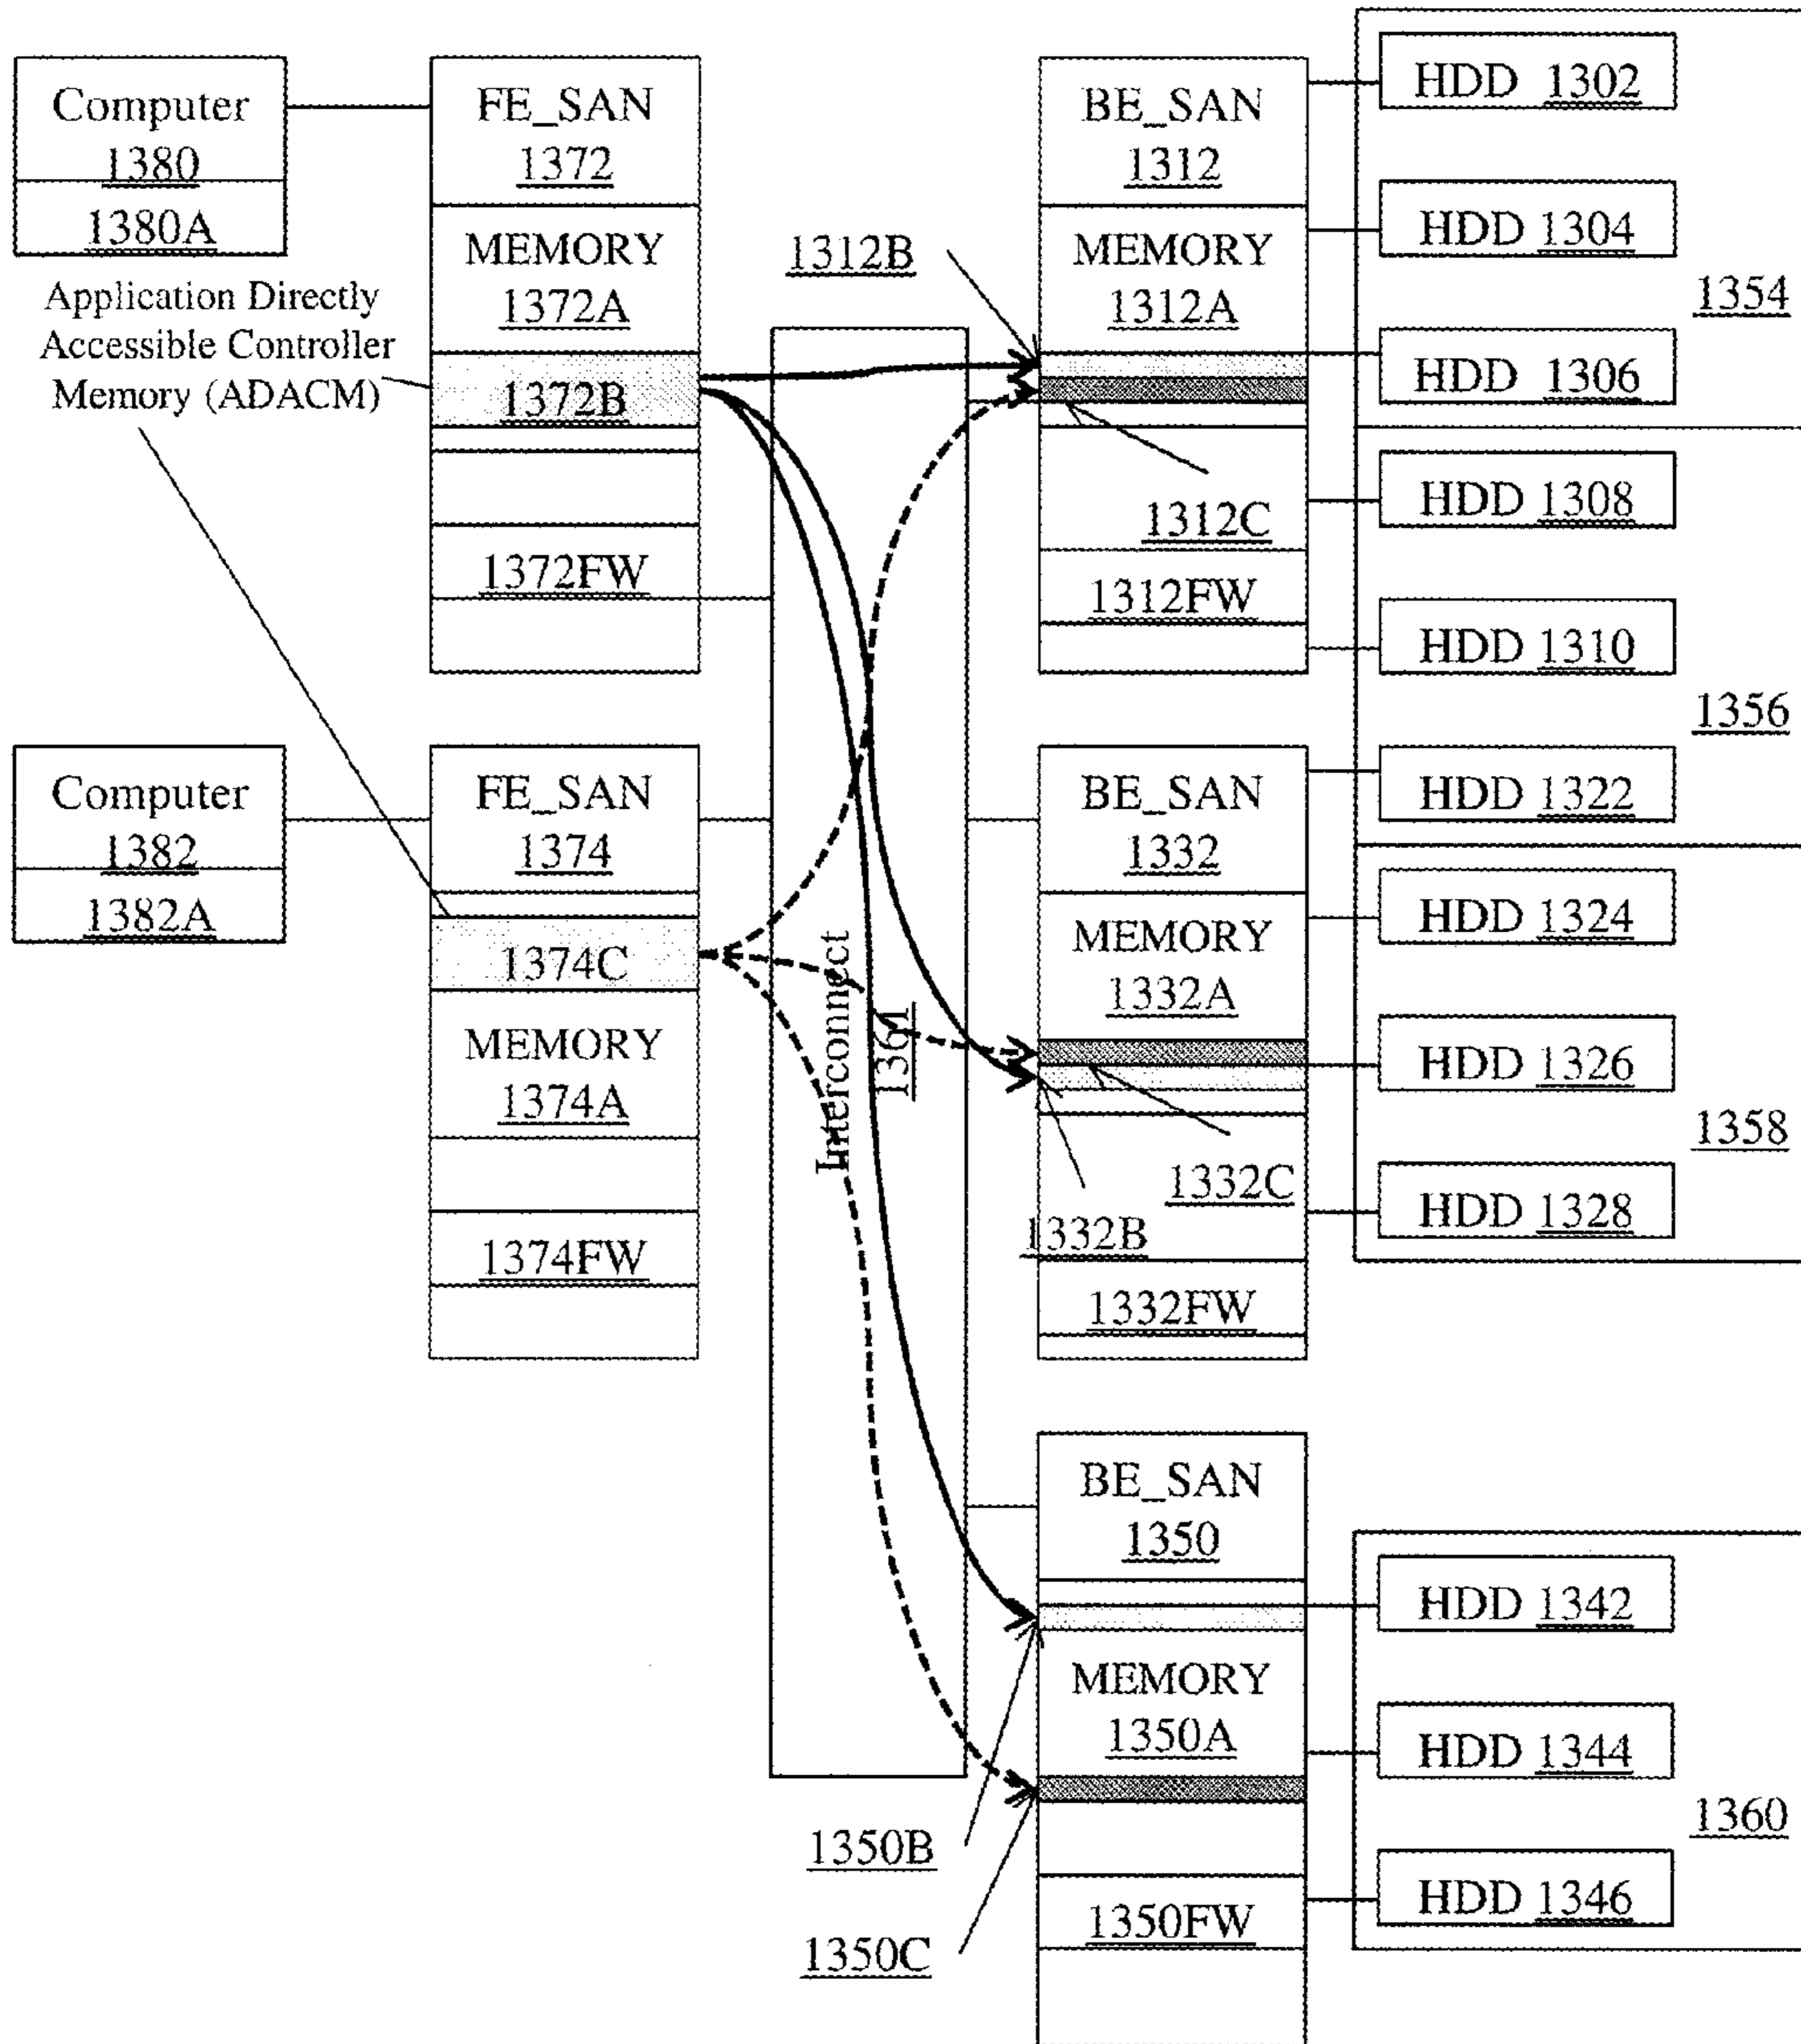 Computer
1380
1380A
Application Directly
Accessible Controller
Memory (ADACM)
Computer
1382
1382A
FE_SAN
1372
MEMORY
1372A
1372B
1372FW
FE_SAN
1374
1374C
MEMORY
1374A
1374FW
Interconnect
1361
1312B
BE_SAN
1312
MEMORY
1312A
1312C
1312FW
BE_SAN
1332
MEMORY
1332A
1332C
1332B
1332FW
BE_SAN
1350
MEMORY
1350A
1350B
1350FW
1350C
HDD 1302
HDD 1304
1354
HDD 1306
HDD 1308
HDD 1310
1356
HDD 1322
HDD 1324
HDD 1326
1358
HDD 1328
HDD 1342
HDD 1344
1360
HDD 1346